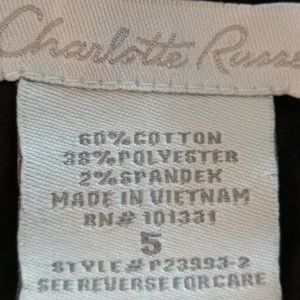 Charlotte Russe
60% COTTON
38% POLYESTER
2% SPANDEX
MADE IN VIETNAM
RN# 101331
5
STYLE# P23993-2
SEE REVERSE FOR CARE